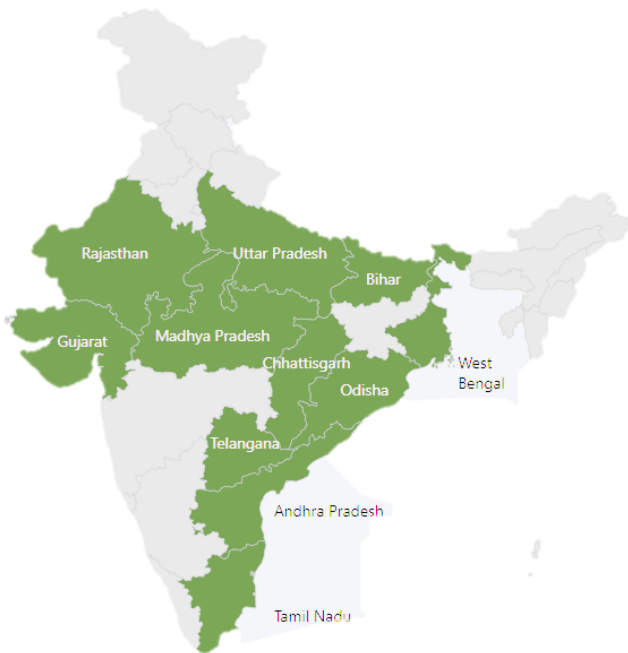 Rajasthan
Uttar Pradesh
Bihar
Gujarat
Madhya Pradesh
Chhattisgarh
West
Bengal
Odisha
Telangana
Andhra Pradesh
Tamil Nadu